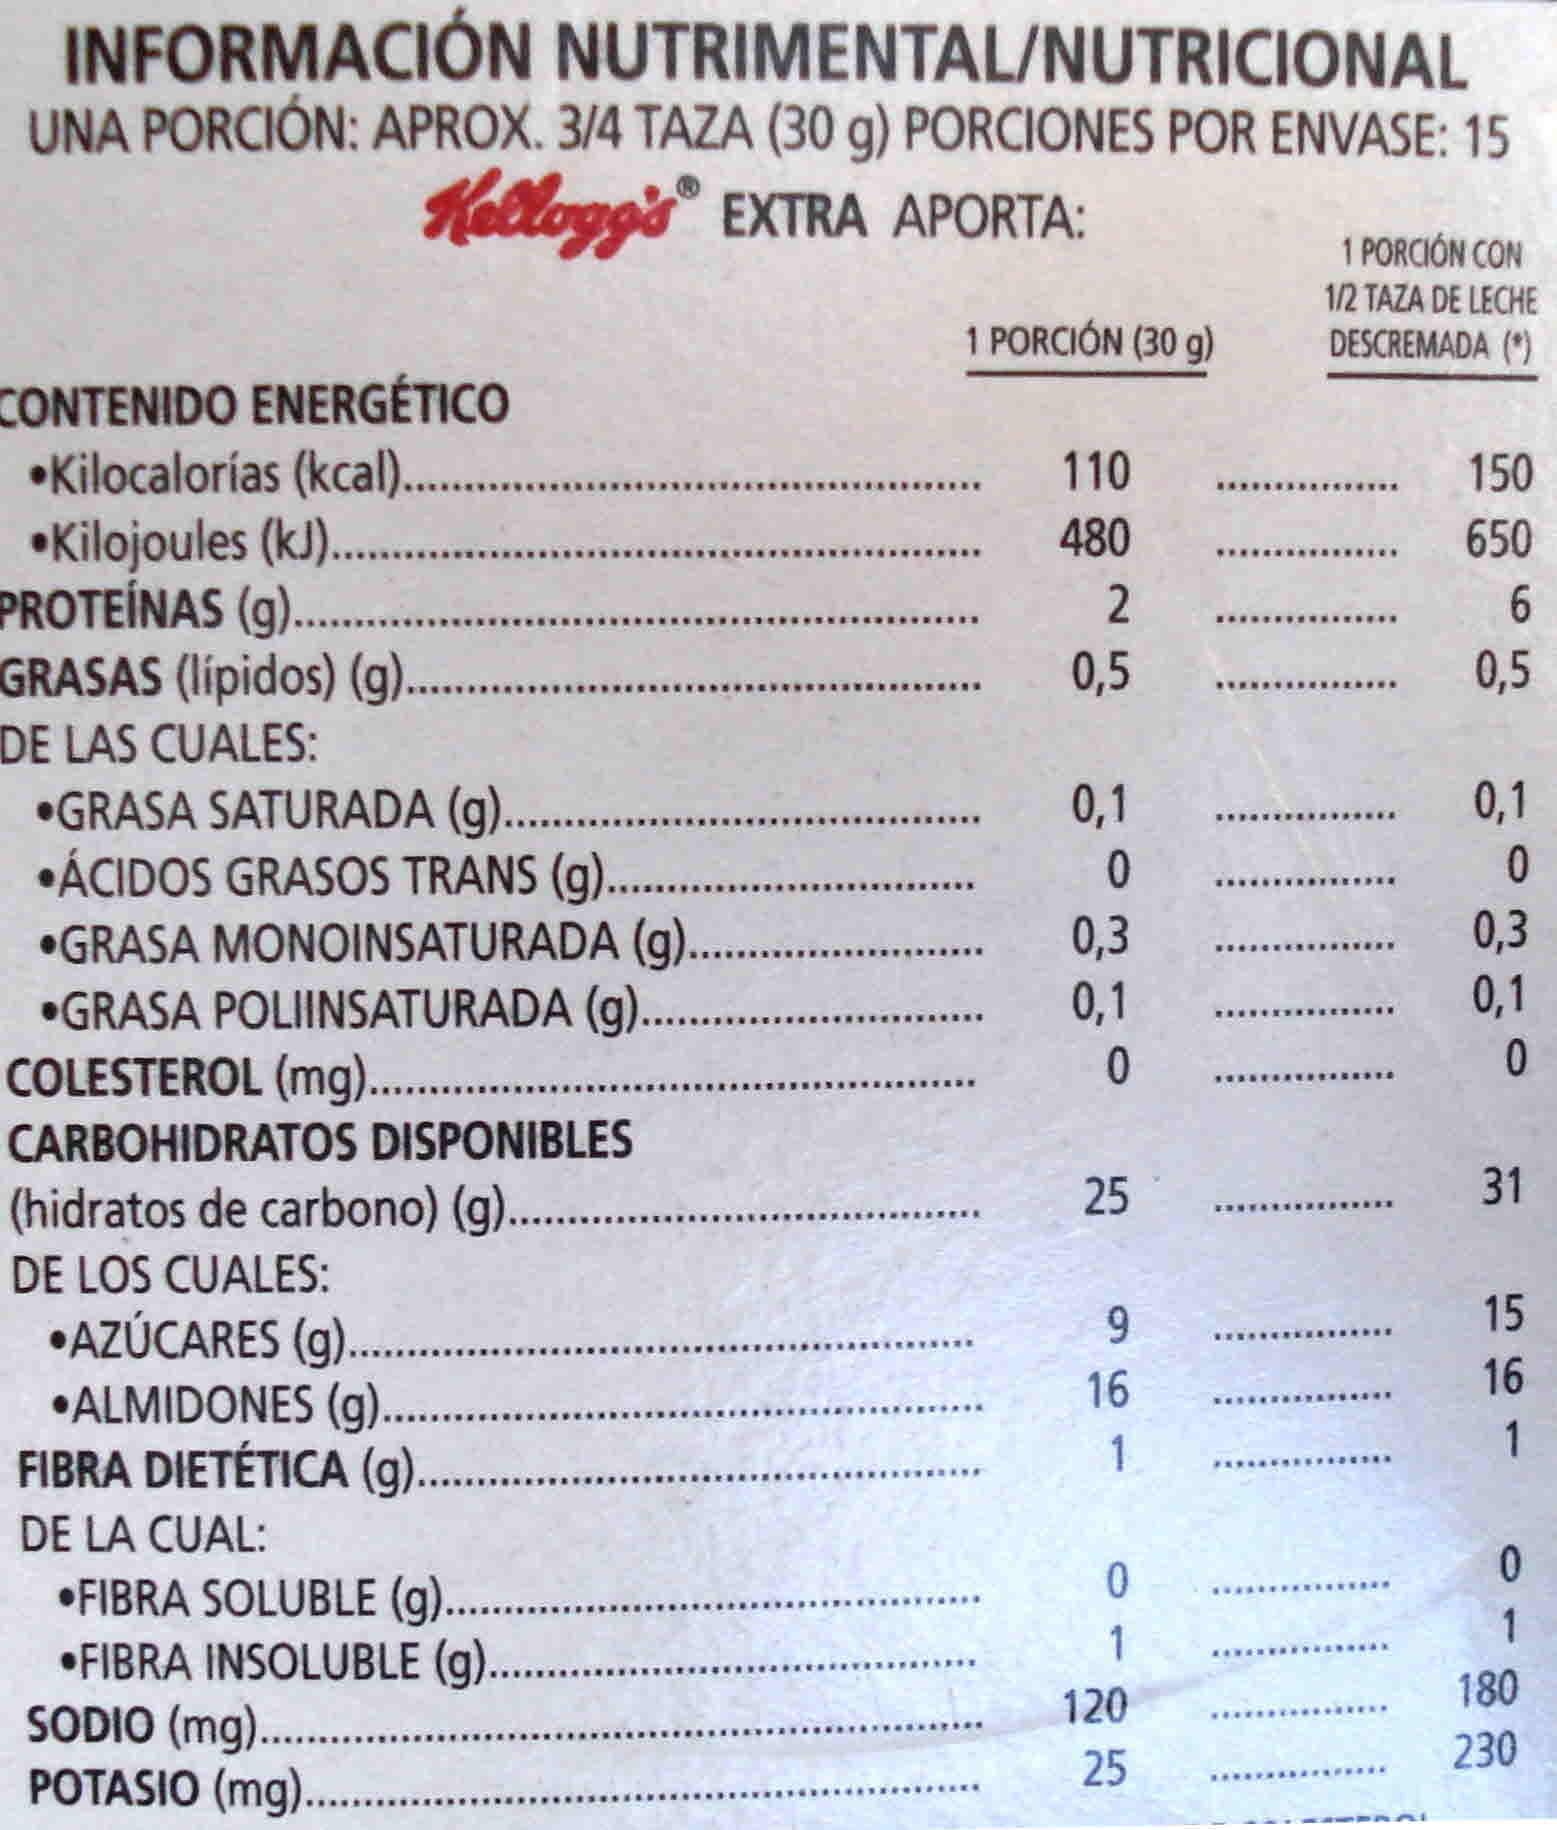 INFORMACIÓN NUTRIMENTAL/NUTRICIONAL
UNA PORCIÓN: APROX. 3/4 TAZA (30 g) PORCIONES POR ENVASE: 15
Kellogg's® EXTRA APORTA:
1 PORCIÓN CON
1/2 TAZA DE LECHE
1 PORCIÓN (30 g) DESCREMADA (*)
CONTENIDO ENERGÉTICO
•Kilocalorías (kcal).......... 110 .......... 150
•Kilojoules (kJ).......... 480 .......... 650
PROTEÍNAS (g).......... 2 .......... 6
GRASAS (lípidos) (g).......... 0,5 .......... 0,5
DE LAS CUALES:
•GRASA SATURADA (g).......... 0,1 .......... 0,1
•ÁCIDOS GRASOS TRANS (g).......... 0 .......... 0
•GRASA MONOINSATURADA (g).......... 0,3 .......... 0,3
•GRASA POLIINSATURADA (g).......... 0,1 .......... 0,1
COLESTEROL (mg).......... 0 .......... 0
CARBOHIDRATOS DISPONIBLES
(hidratos de carbono) (g).......... 25 .......... 31
DE LOS CUALES:
•AZÚCARES (g).......... 9 .......... 15
•ALMIDONES (g).......... 16 .......... 16
FIBRA DIETÉTICA (g).......... 1 .......... 1
DE LA CUAL:
•FIBRA SOLUBLE (g).......... 0 .......... 0
•FIBRA INSOLUBLE (g).......... 1 .......... 1
SODIO (mg).......... 120 .......... 180
POTASIO (mg).......... 25 .......... 230